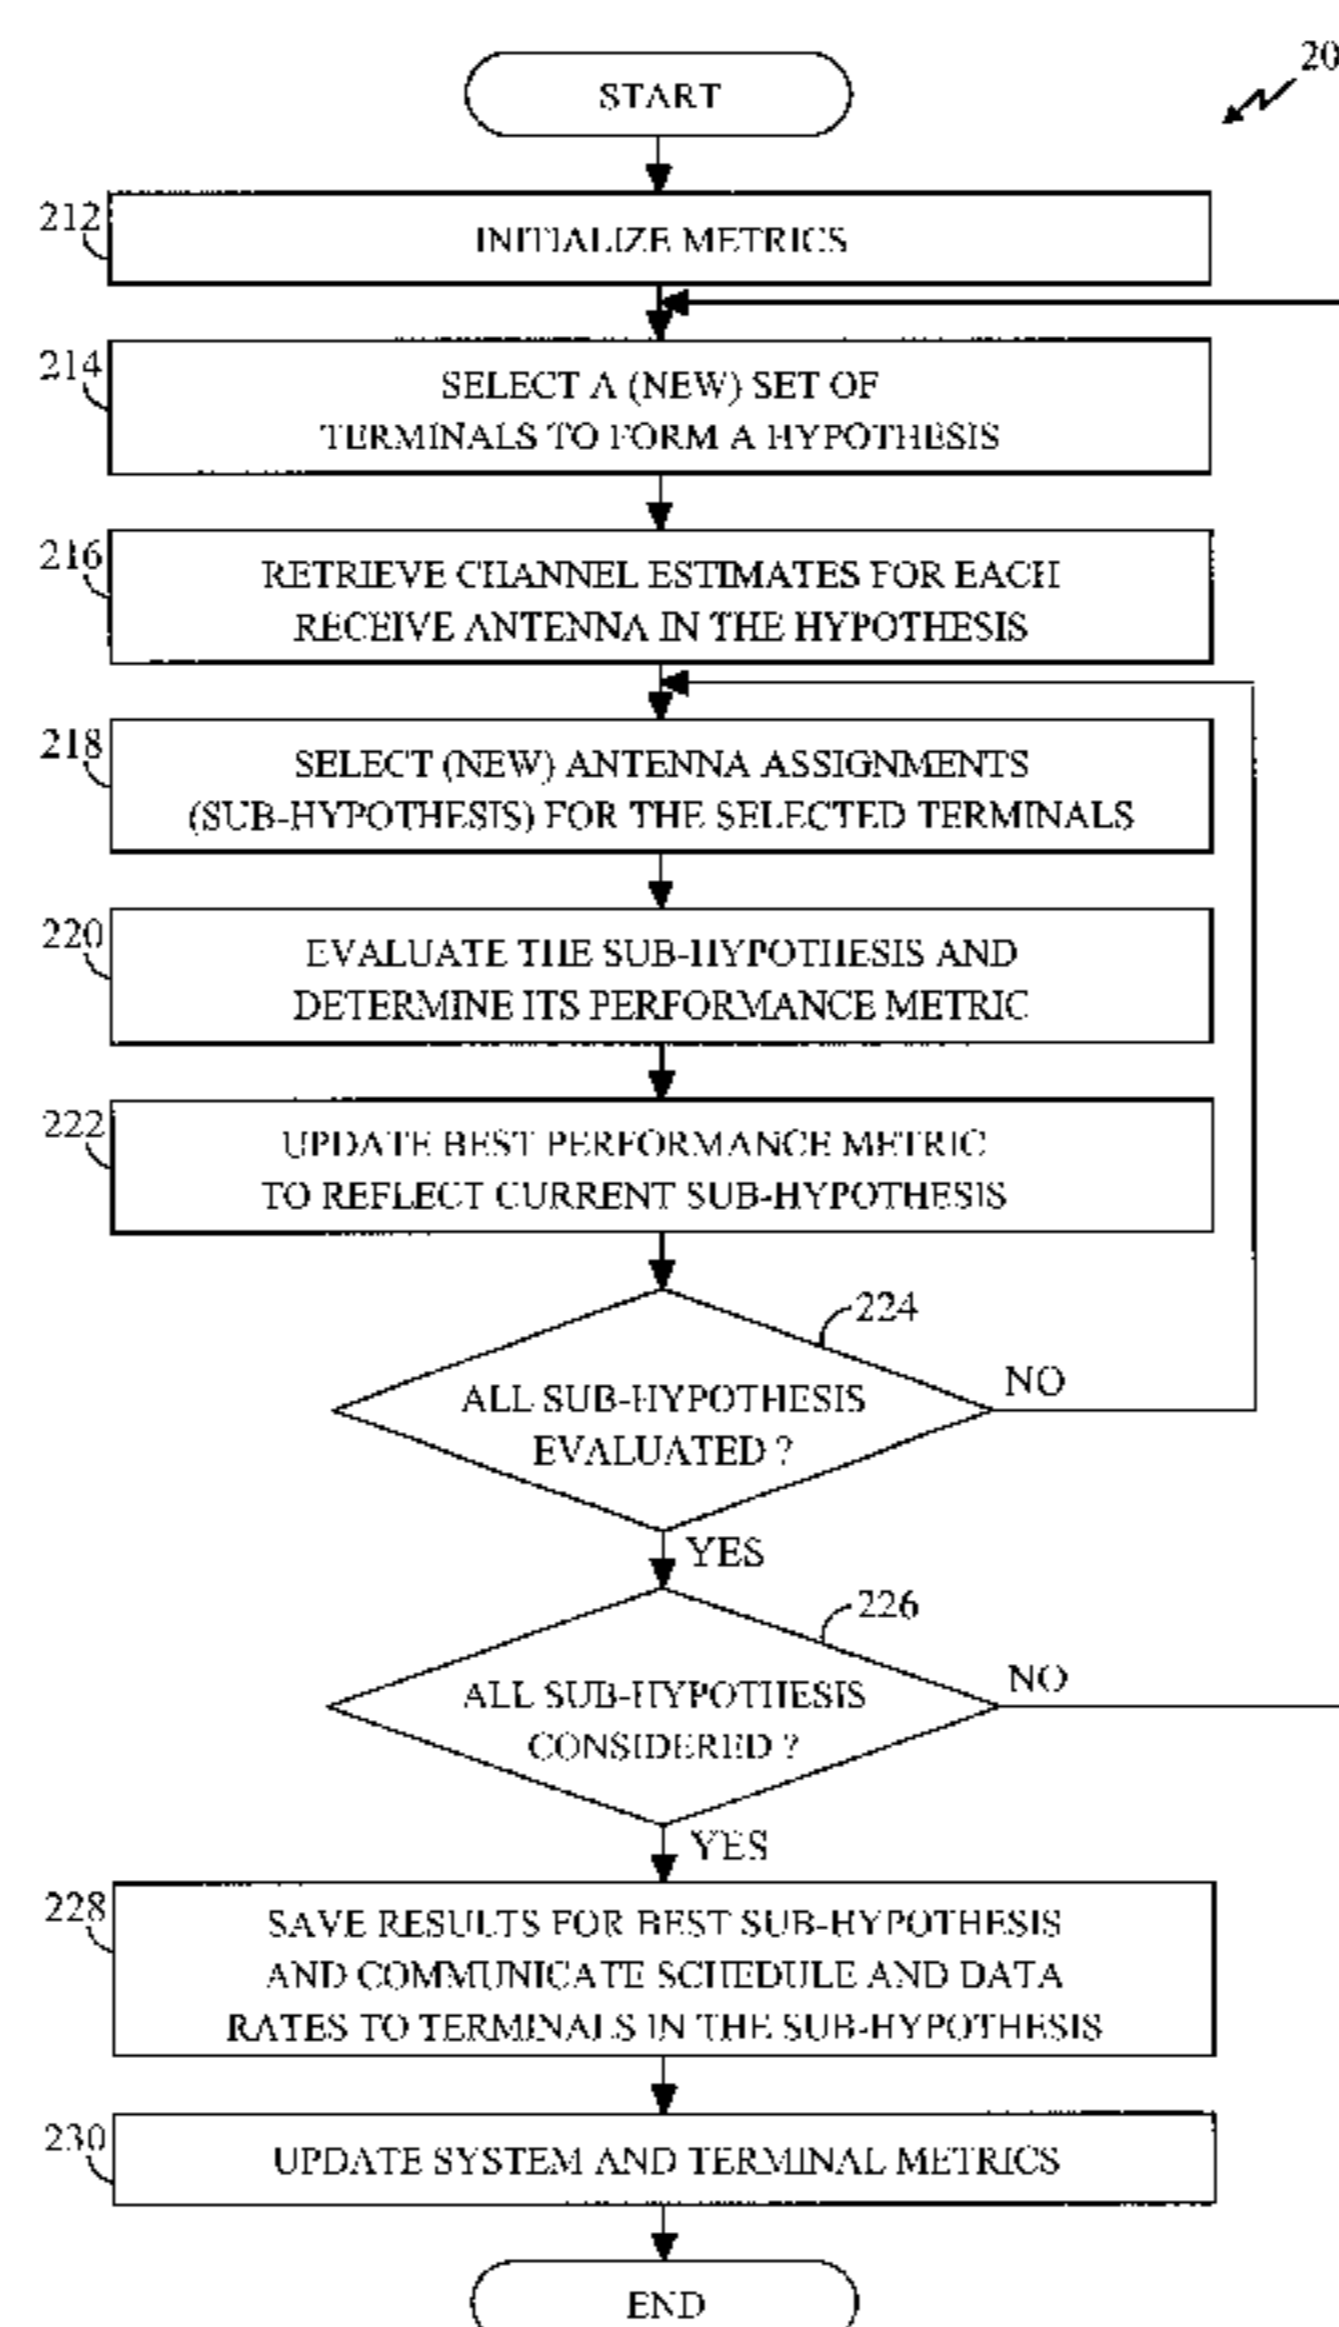 START
20
212
INITIALIZE METRICS
214
SELECT A (NEW) SET OF
TERMINALS TO FORM A HYPOTHESIS
216
RETRIEVE CHANNEL ESTIMATES FOR EACH
RECEIVE ANTENNA IN THE HYPOTHESIS
218
SELECT (NEW) ANTENNA ASSIGNMENTS
(SUB-HYPOTHESIS) FOR THE SELECTED TERMINALS
220
EVALUATE THE SUB-HYPOTHESIS AND
DETERMINE ITS PERFORMANCE METRIC
222
UPDATE BEST PERFORMANCE METRIC
TO REFLECT CURRENT SUB-HYPOTHESIS
224
ALL SUB-HYPOTHESIS
EVALUATED ?
NO
YES
226
ALL SUB-HYPOTHESIS
CONSIDERED ?
NO
YES
228
SAVE RESULTS FOR BEST SUB-HYPOTHESIS
AND COMMUNICATE SCHEDULE AND DATA
RATES TO TERMINALS IN THE SUB-HYPOTHESIS
230
UPDATE SYSTEM AND TERMINAL METRICS
END